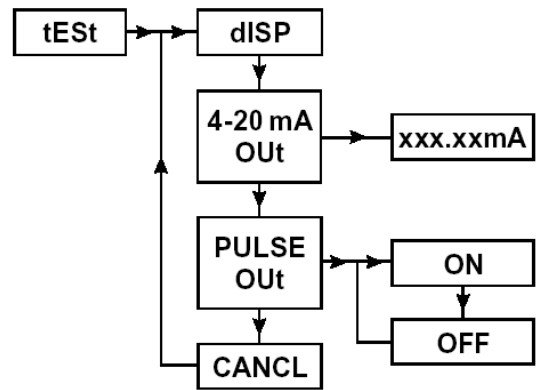 tESt
dISP
4-20 mA
OUt
xxx.xxmA
PULSE
OUt
ON
OFF
CANCL